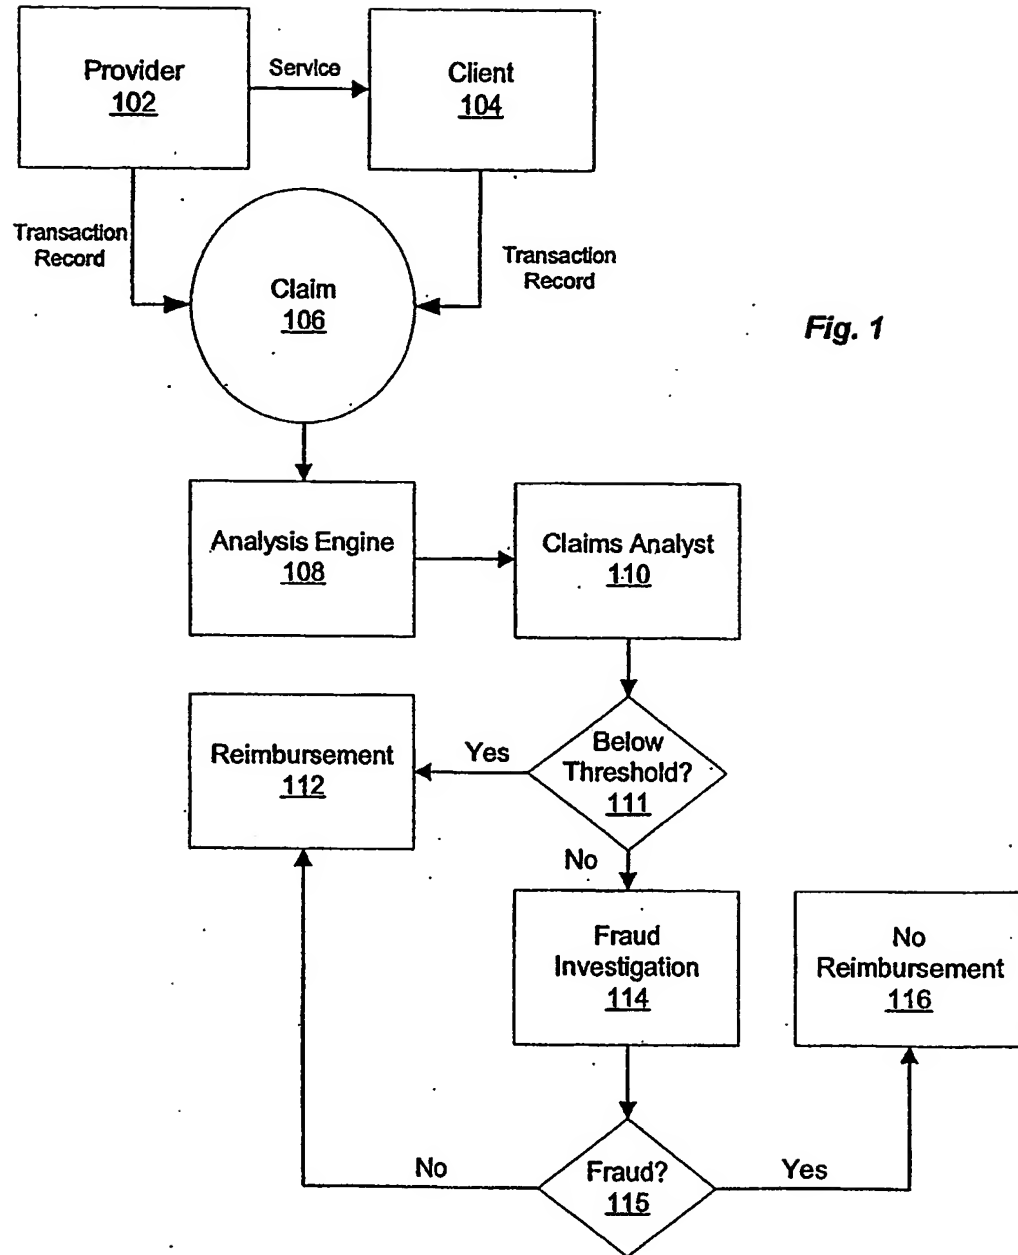 Provider
102
Service
Client
104
Transaction
Record
Claim
106
Transaction
Record
Fig. 1
Analysis Engine
108
Claims Analyst
110
Reimbursement
112
Yes
Below
Threshold?
111
No
Fraud
Investigation
114
No
Reimbursement
116
No
Fraud?
115
Yes